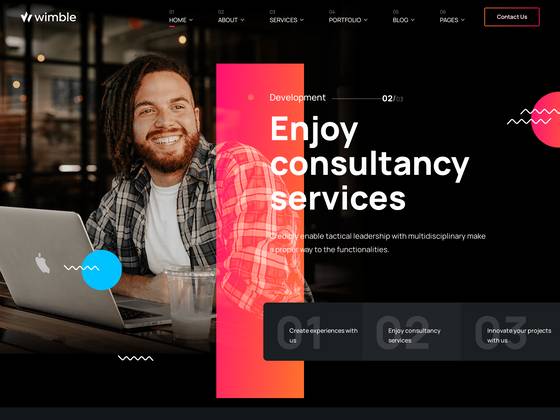 wimble
01 02 03 04 05 06
HOME ABOUT SERVICES PORTFOLIO BLOG PAGES Contact Us
Development 02/03
Enjoy
consultancy
services
Credibly enable tactical leadership with multidisciplinary make
a proper way to the functionalities.
01 02 03
Create experiences with
us
Enjoy consultancy
services
Innovate your projects
with us